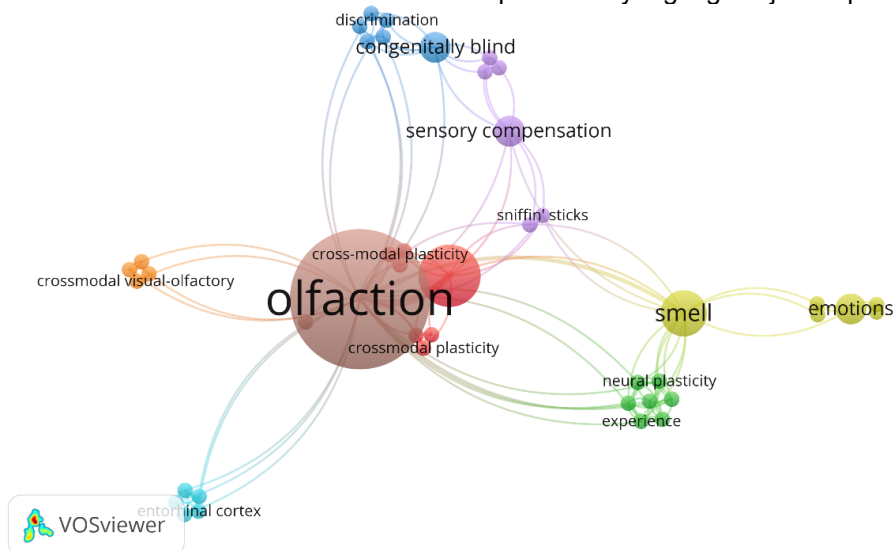 discrimination
congenitally blind
sensory compensation
sniffin' sticks
cross-modal plasticity
crossmodal visual-olfactory
olfaction
smell
emotions
crossmodal plasticity
neural plasticity
experience
entorhinal cortex
VOSviewer